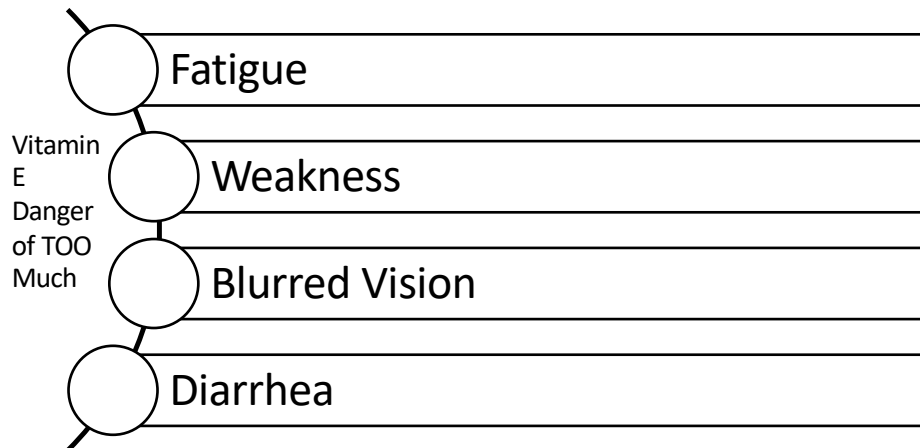 Vitamin
E
Danger
of TOO
Much
Fatigue
Weakness
Blurred Vision
Diarrhea